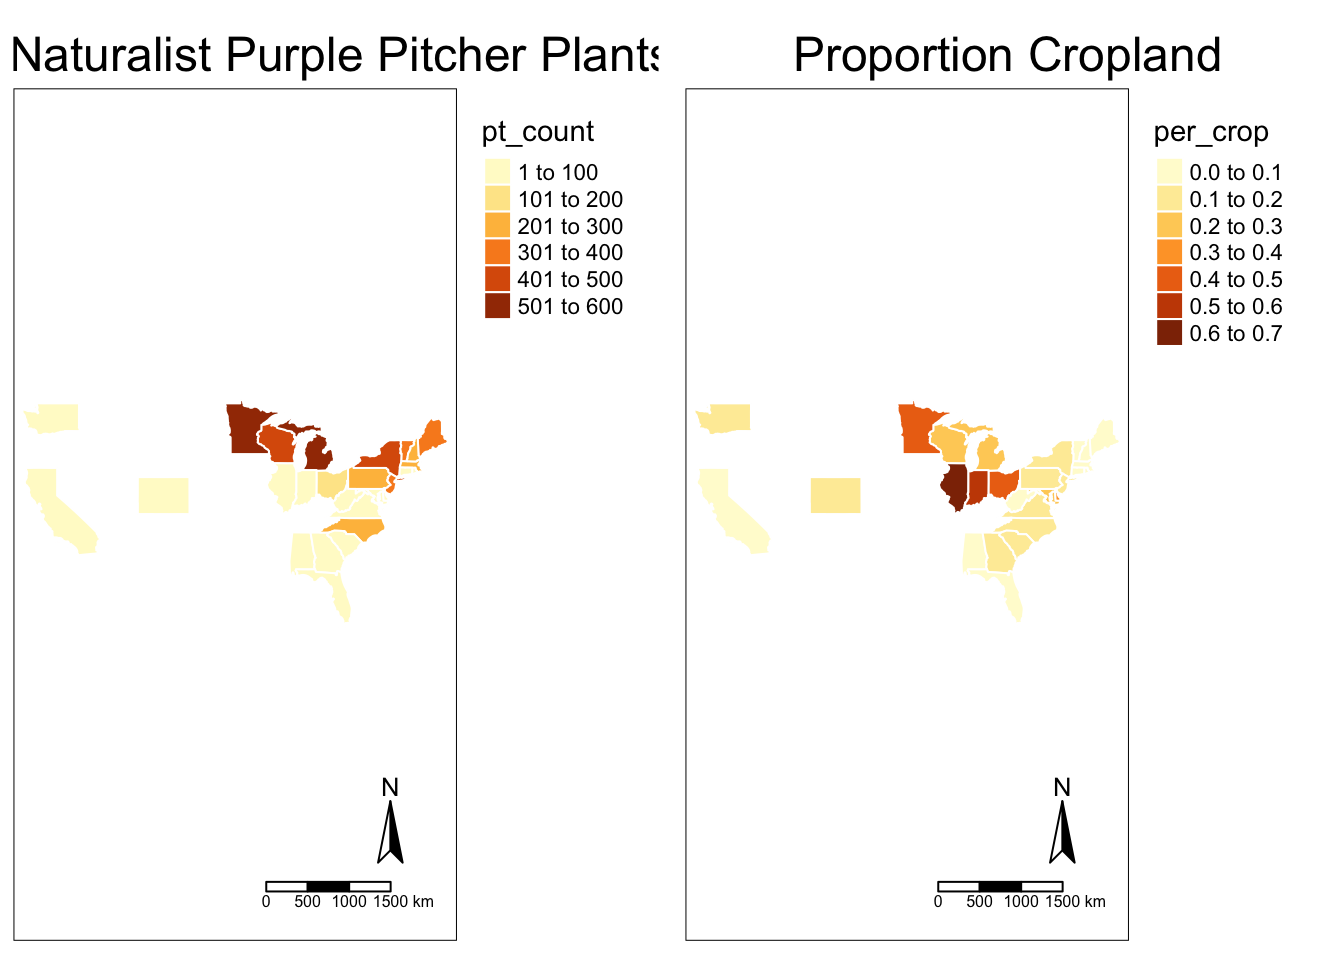 Naturalist Purple Pitcher Plants
pt_count
1 to 100
101 to 200
201 to 300
301 to 400
401 to 500
501 to 600
N
0 500 1000 1500 km
Proportion Cropland
per_crop
0.0 to 0.1
0.1 to 0.2
0.2 to 0.3
0.3 to 0.4
0.4 to 0.5
0.5 to 0.6
0.6 to 0.7
N
0 500 1000 1500 km